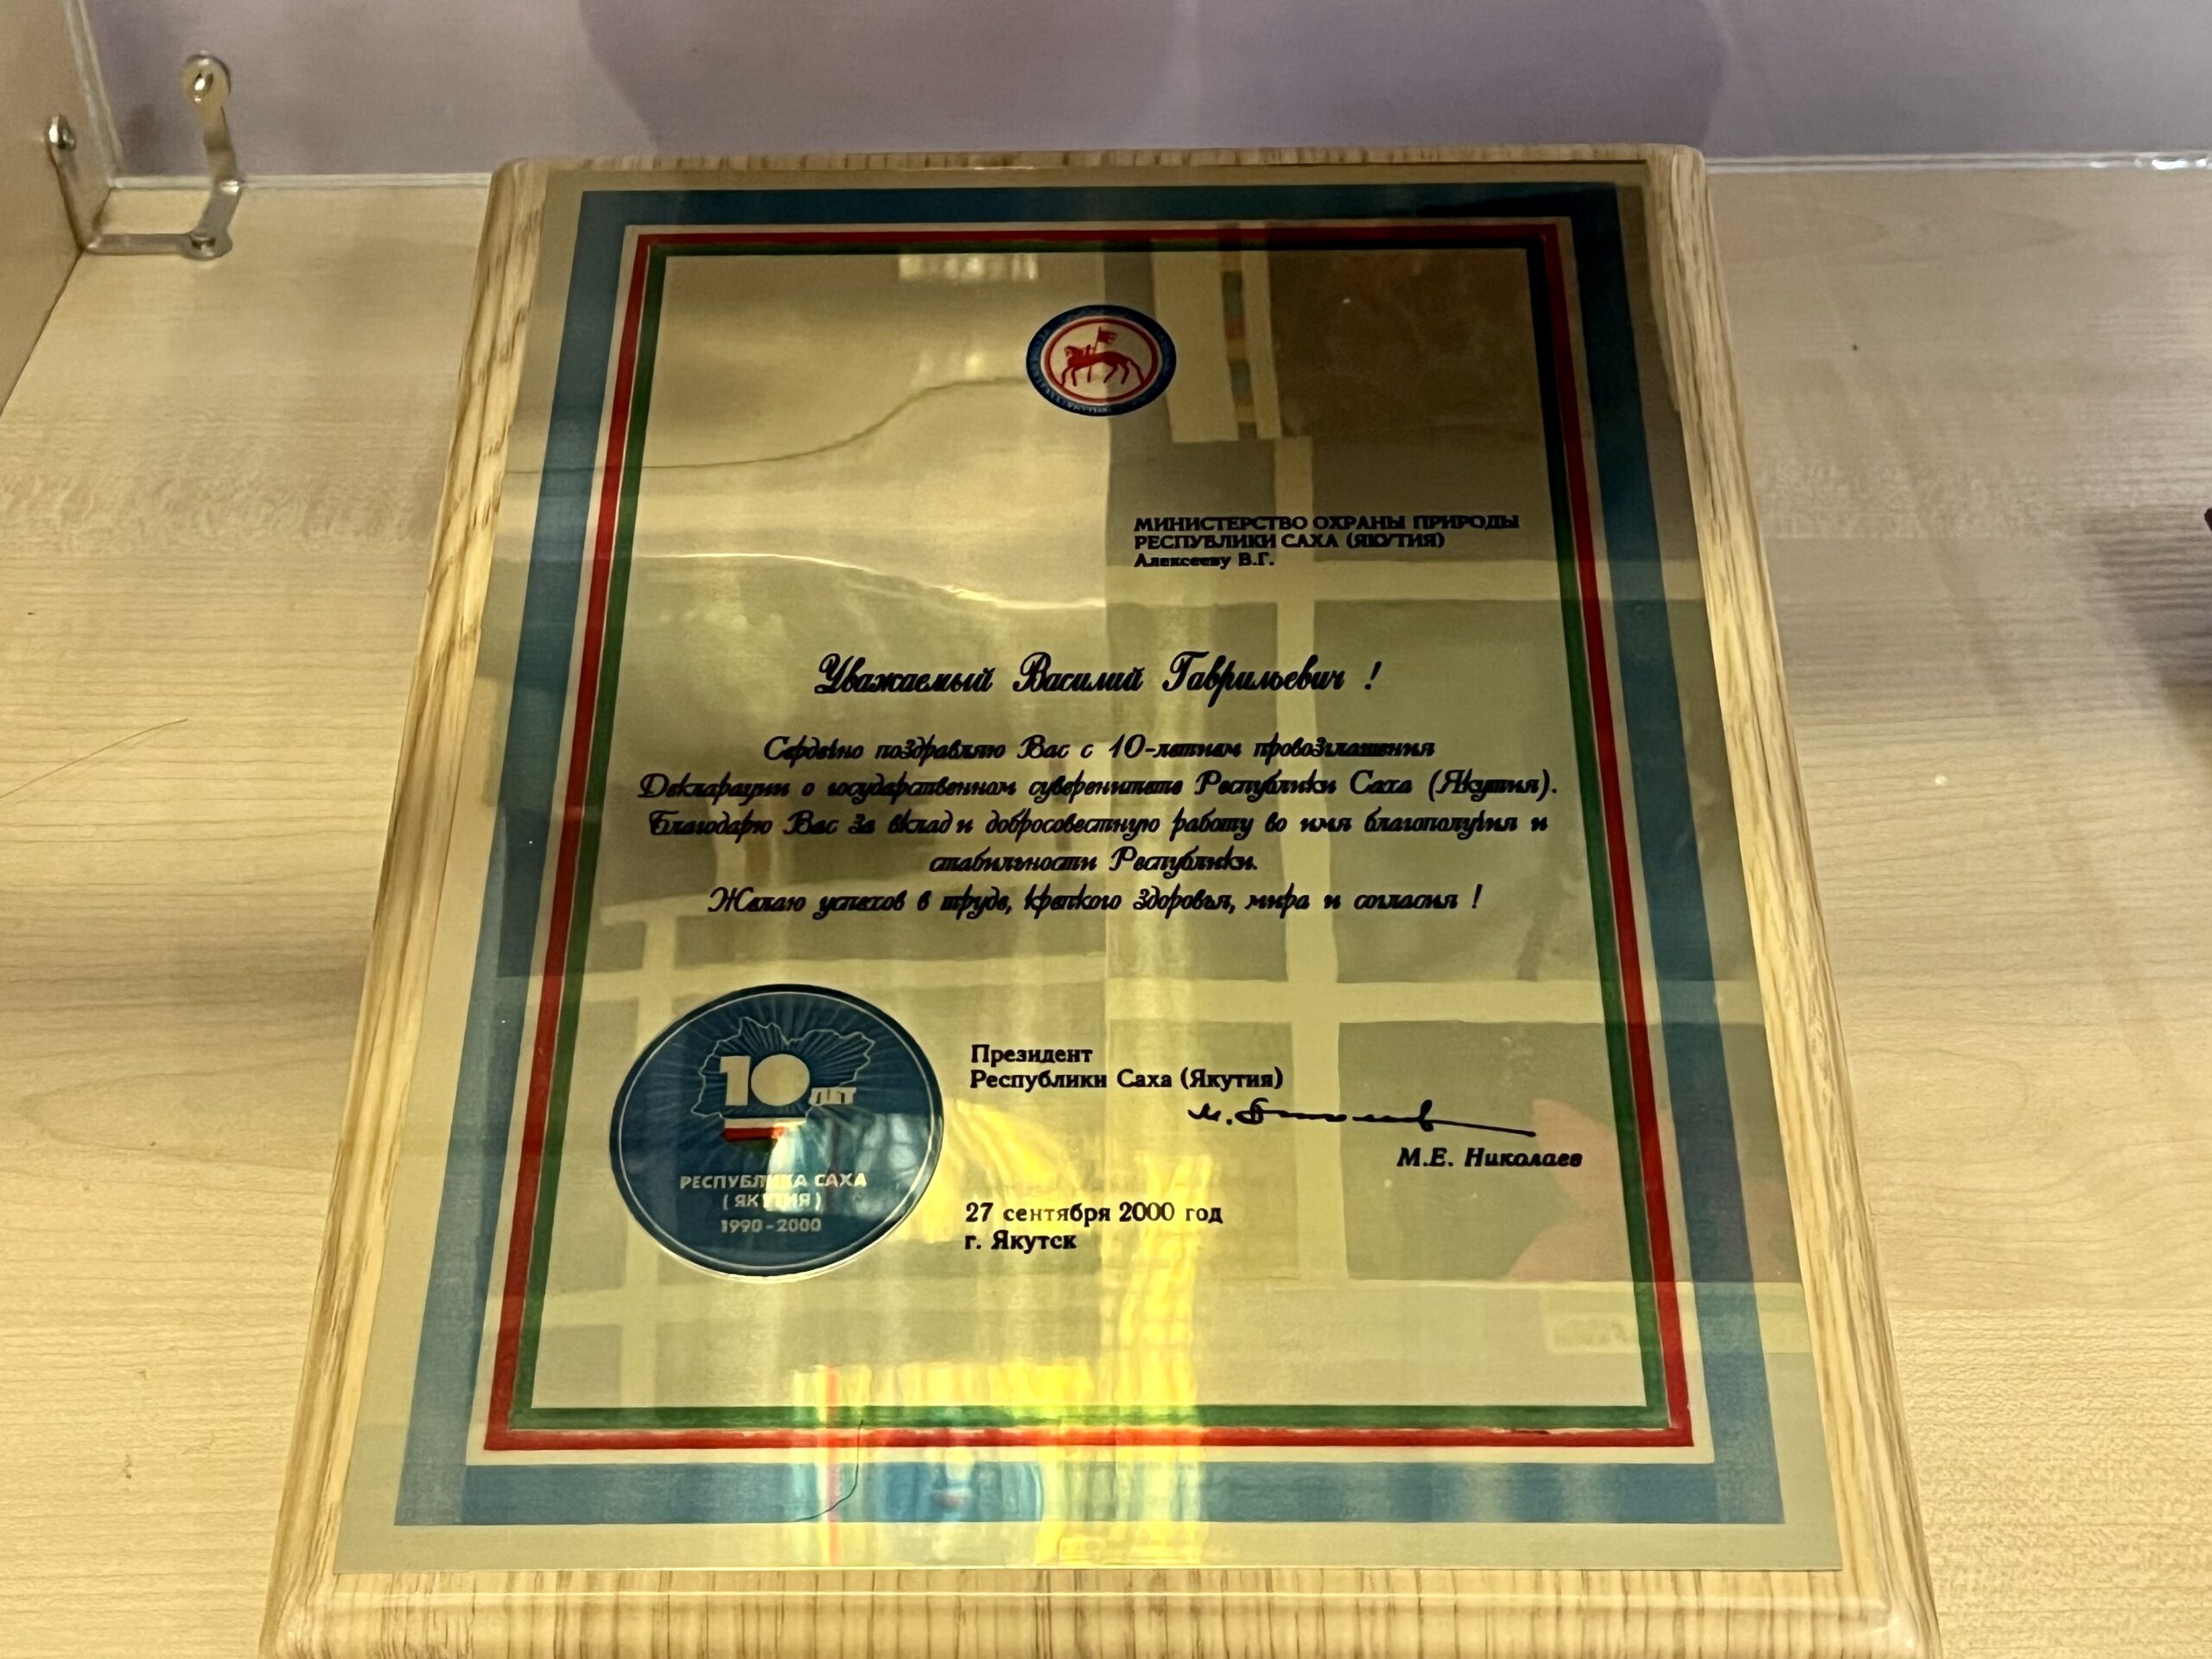 МИНИСТЕРСТВО ОХРАНЫ ПРИРОДЫ
РЕСПУБЛИКИ САХА (ЯКУТИЯ)
Алексееву В.Г.
Уважаемый Василий Гаврильевич !
Сердечно поздравляю Вас с 10-летием провозглашения
Декларации о государственном суверенитете Республики Саха (Якутия).
Благодарю Вас за вклад и добросовестную работу во имя благополучия и
стабильности Республики.
Желаю успехов в труде, крепкого здоровья, мира и согласия !
10 ЛЕТ
РЕСПУБЛИКА САХА
(ЯКУТИЯ)
1990-2000
Президент
Республики Саха (Якутия)
М.Е. Николаев
27 сентября 2000 год
г. Якутск